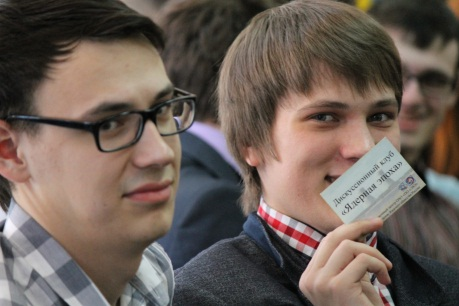 Дискуссионный клуб
«Ядерная эпоха»